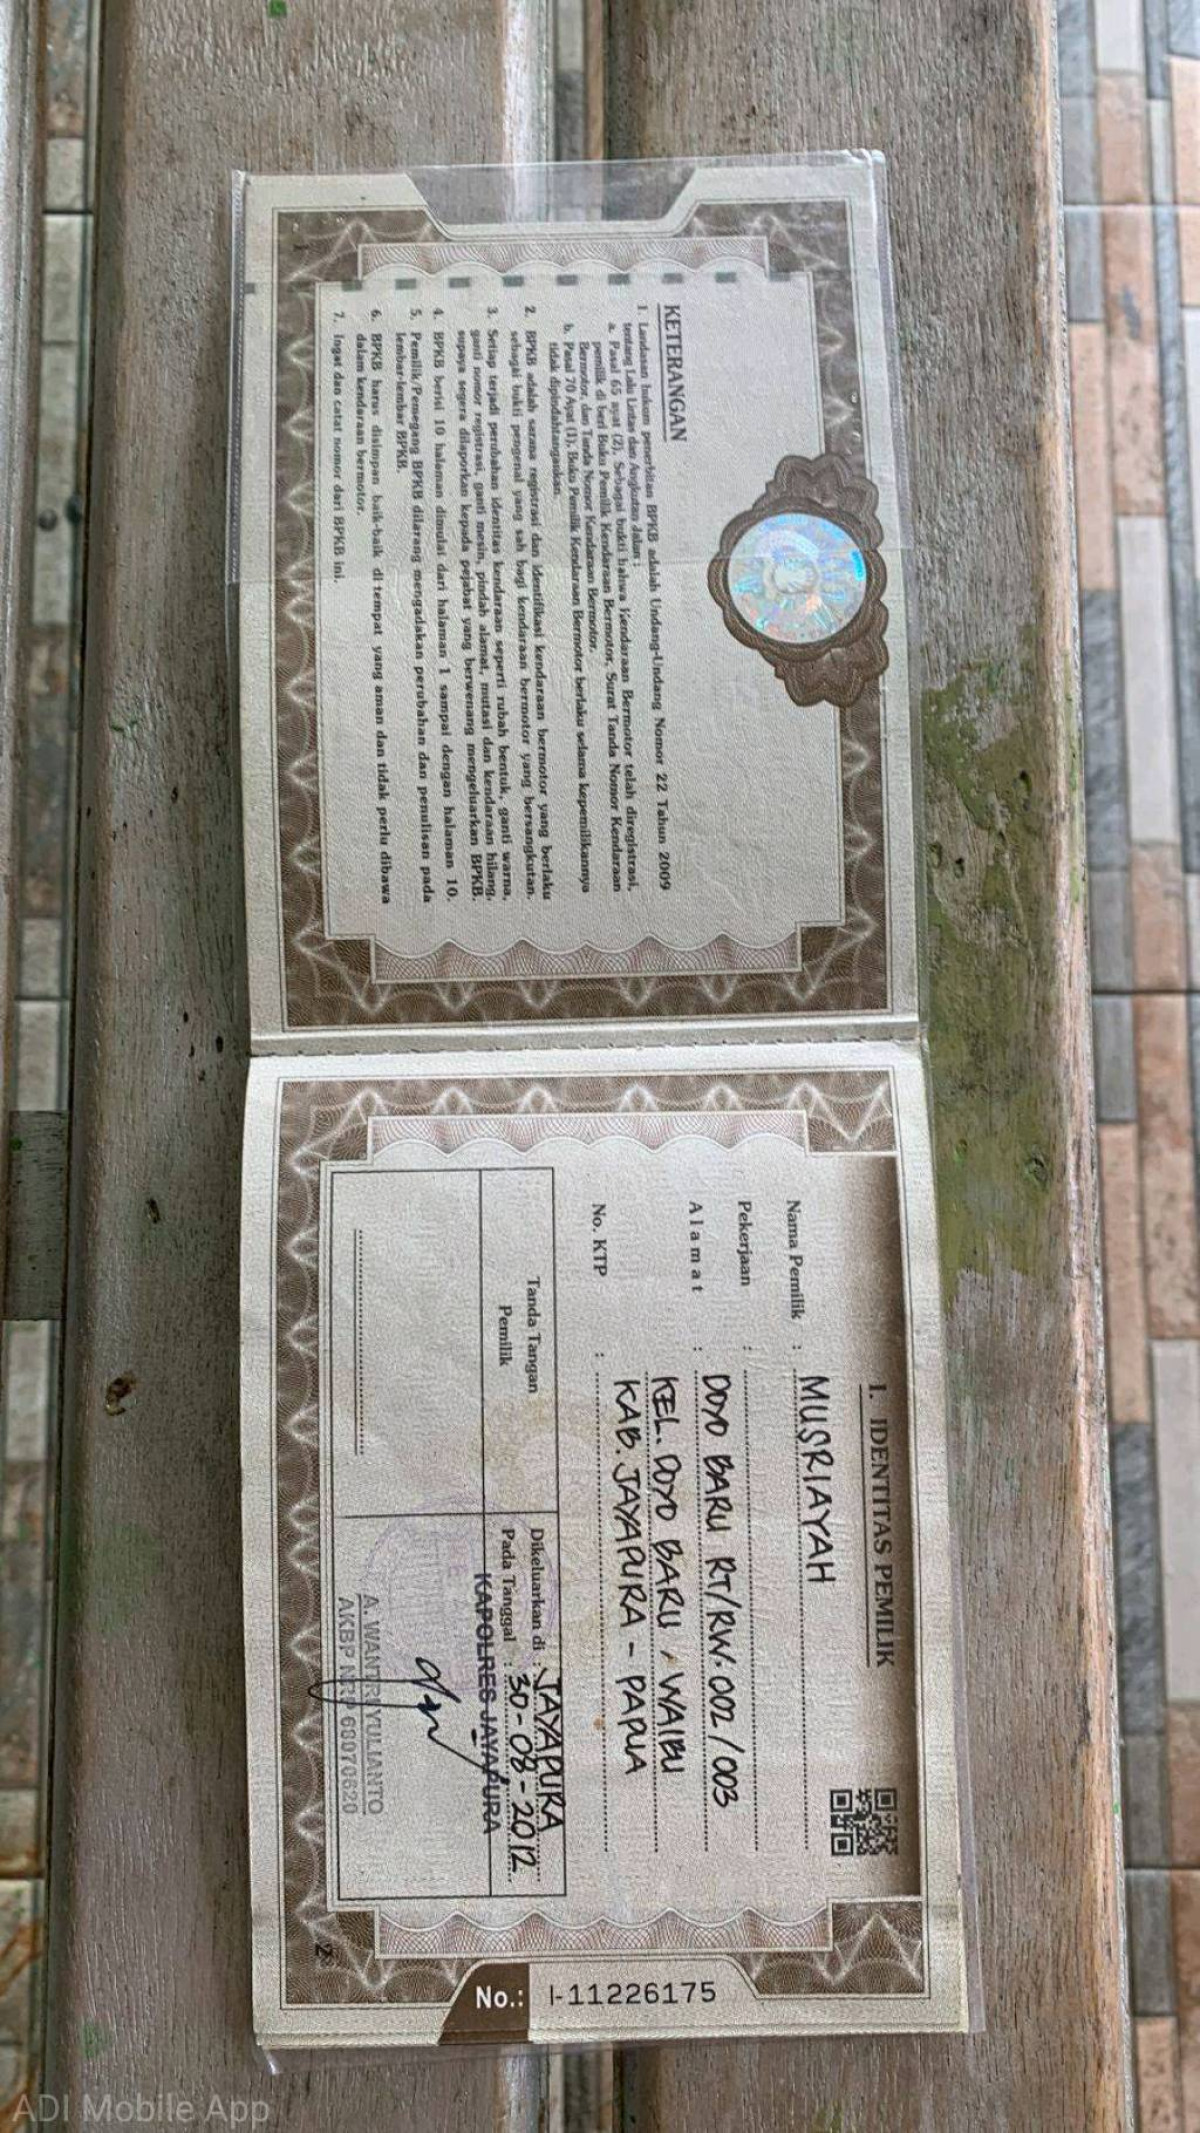 KETERANGAN
1. Landasan hukum penerbitan BPKB adalah Undang-Undang Nomor 22 Tahun 2009
tentang Lalu Lintas dan Angkutan Jalan :
a. Pasal 65 ayat (2), Sebagai bukti bahwa Kendaraan Bermotor telah diregistrasi,
pemilik di beri Buku Pemilik Kendaraan Bermotor, Surat Tanda Nomor Kendaraan
Bermotor, dan Tanda Nomor Kendaraan Bermotor.
b. Pasal 70 Ayat (1), Buku Pemilik Kendaraan Bermotor berlaku selama kepemilikannya
tidak dipindahtangankan.
2. BPKB adalah sarana registrasi dan identifikasi kendaraan bermotor yang berlaku
sebagai bukti pengenal yang sah bagi kendaraan bermotor yang bersangkutan.
3. Setiap terjadi perubahan identitas kendaraan seperti rubah bentuk, ganti warna,
ganti nomor registrasi, ganti mesin, pindah alamat, mutasi dan kendaraan hilang,
supaya segera dilaporkan kepada pejabat yang berwenang mengeluarkan BPKB.
4. BPKB berisi 10 halaman dimulai dari halaman 1 sampai dengan halaman 10.
5. Pemilik/Pemegang BPKB dilarang mengadakan perubahan dan penulisan pada
lembar-lembar BPKB.
6. BPKB harus disimpan baik-baik di tempat yang aman dan tidak perlu dibawa
dalam kendaraan bermotor.
7. Ingat dan catat nomor dari BPKB ini.
1
I. IDENTITAS PEMILIK
Nama Pemilik : MUSRIAYAH
Pekerjaan :
Alamat : DOYO BARU RT/RW.002/003
KEL. DOYO BARU, WAIBU
KAB. JAYAPURA - PAPUA
No. KTP :
Tanda Tangan
Pemilik
Dikeluarkan di : JAYAPURA
Pada Tanggal : 30-08-2012
KAPOLRES JAYAPURA
A. WANTRI YULIANTO
AKBP NRP 68070620
2
No.: I-11226175
ADI Mobile App